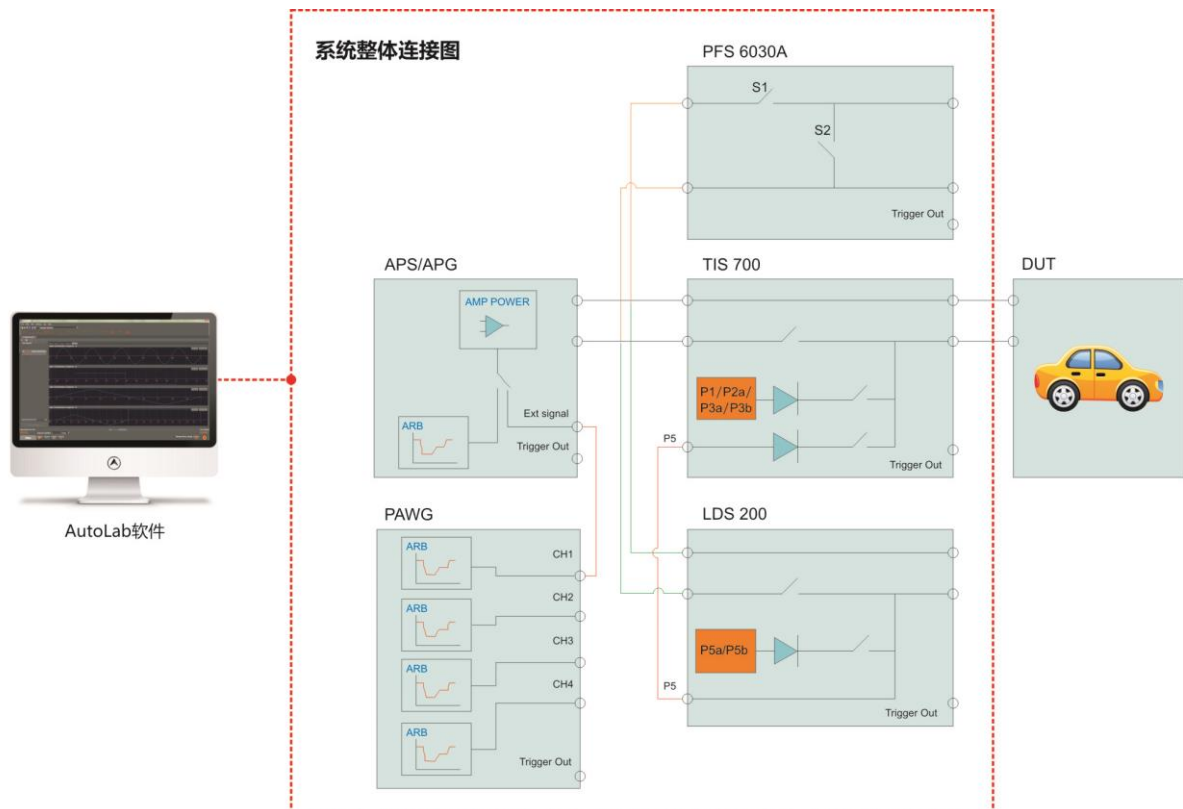 系统整体连接图
PFS 6030A
S1
S2
Trigger Out
APS/APG
AMP POWER
Ext signal
ARB
Trigger Out
TIS 700
P1/P2a/
P3a/P3b
P5
Trigger Out
DUT
AutoLab软件
PAWG
ARB
CH1
CH2
ARB
CH3
ARB
CH4
ARB
Trigger Out
LDS 200
P5a/P5b
P5
Trigger Out